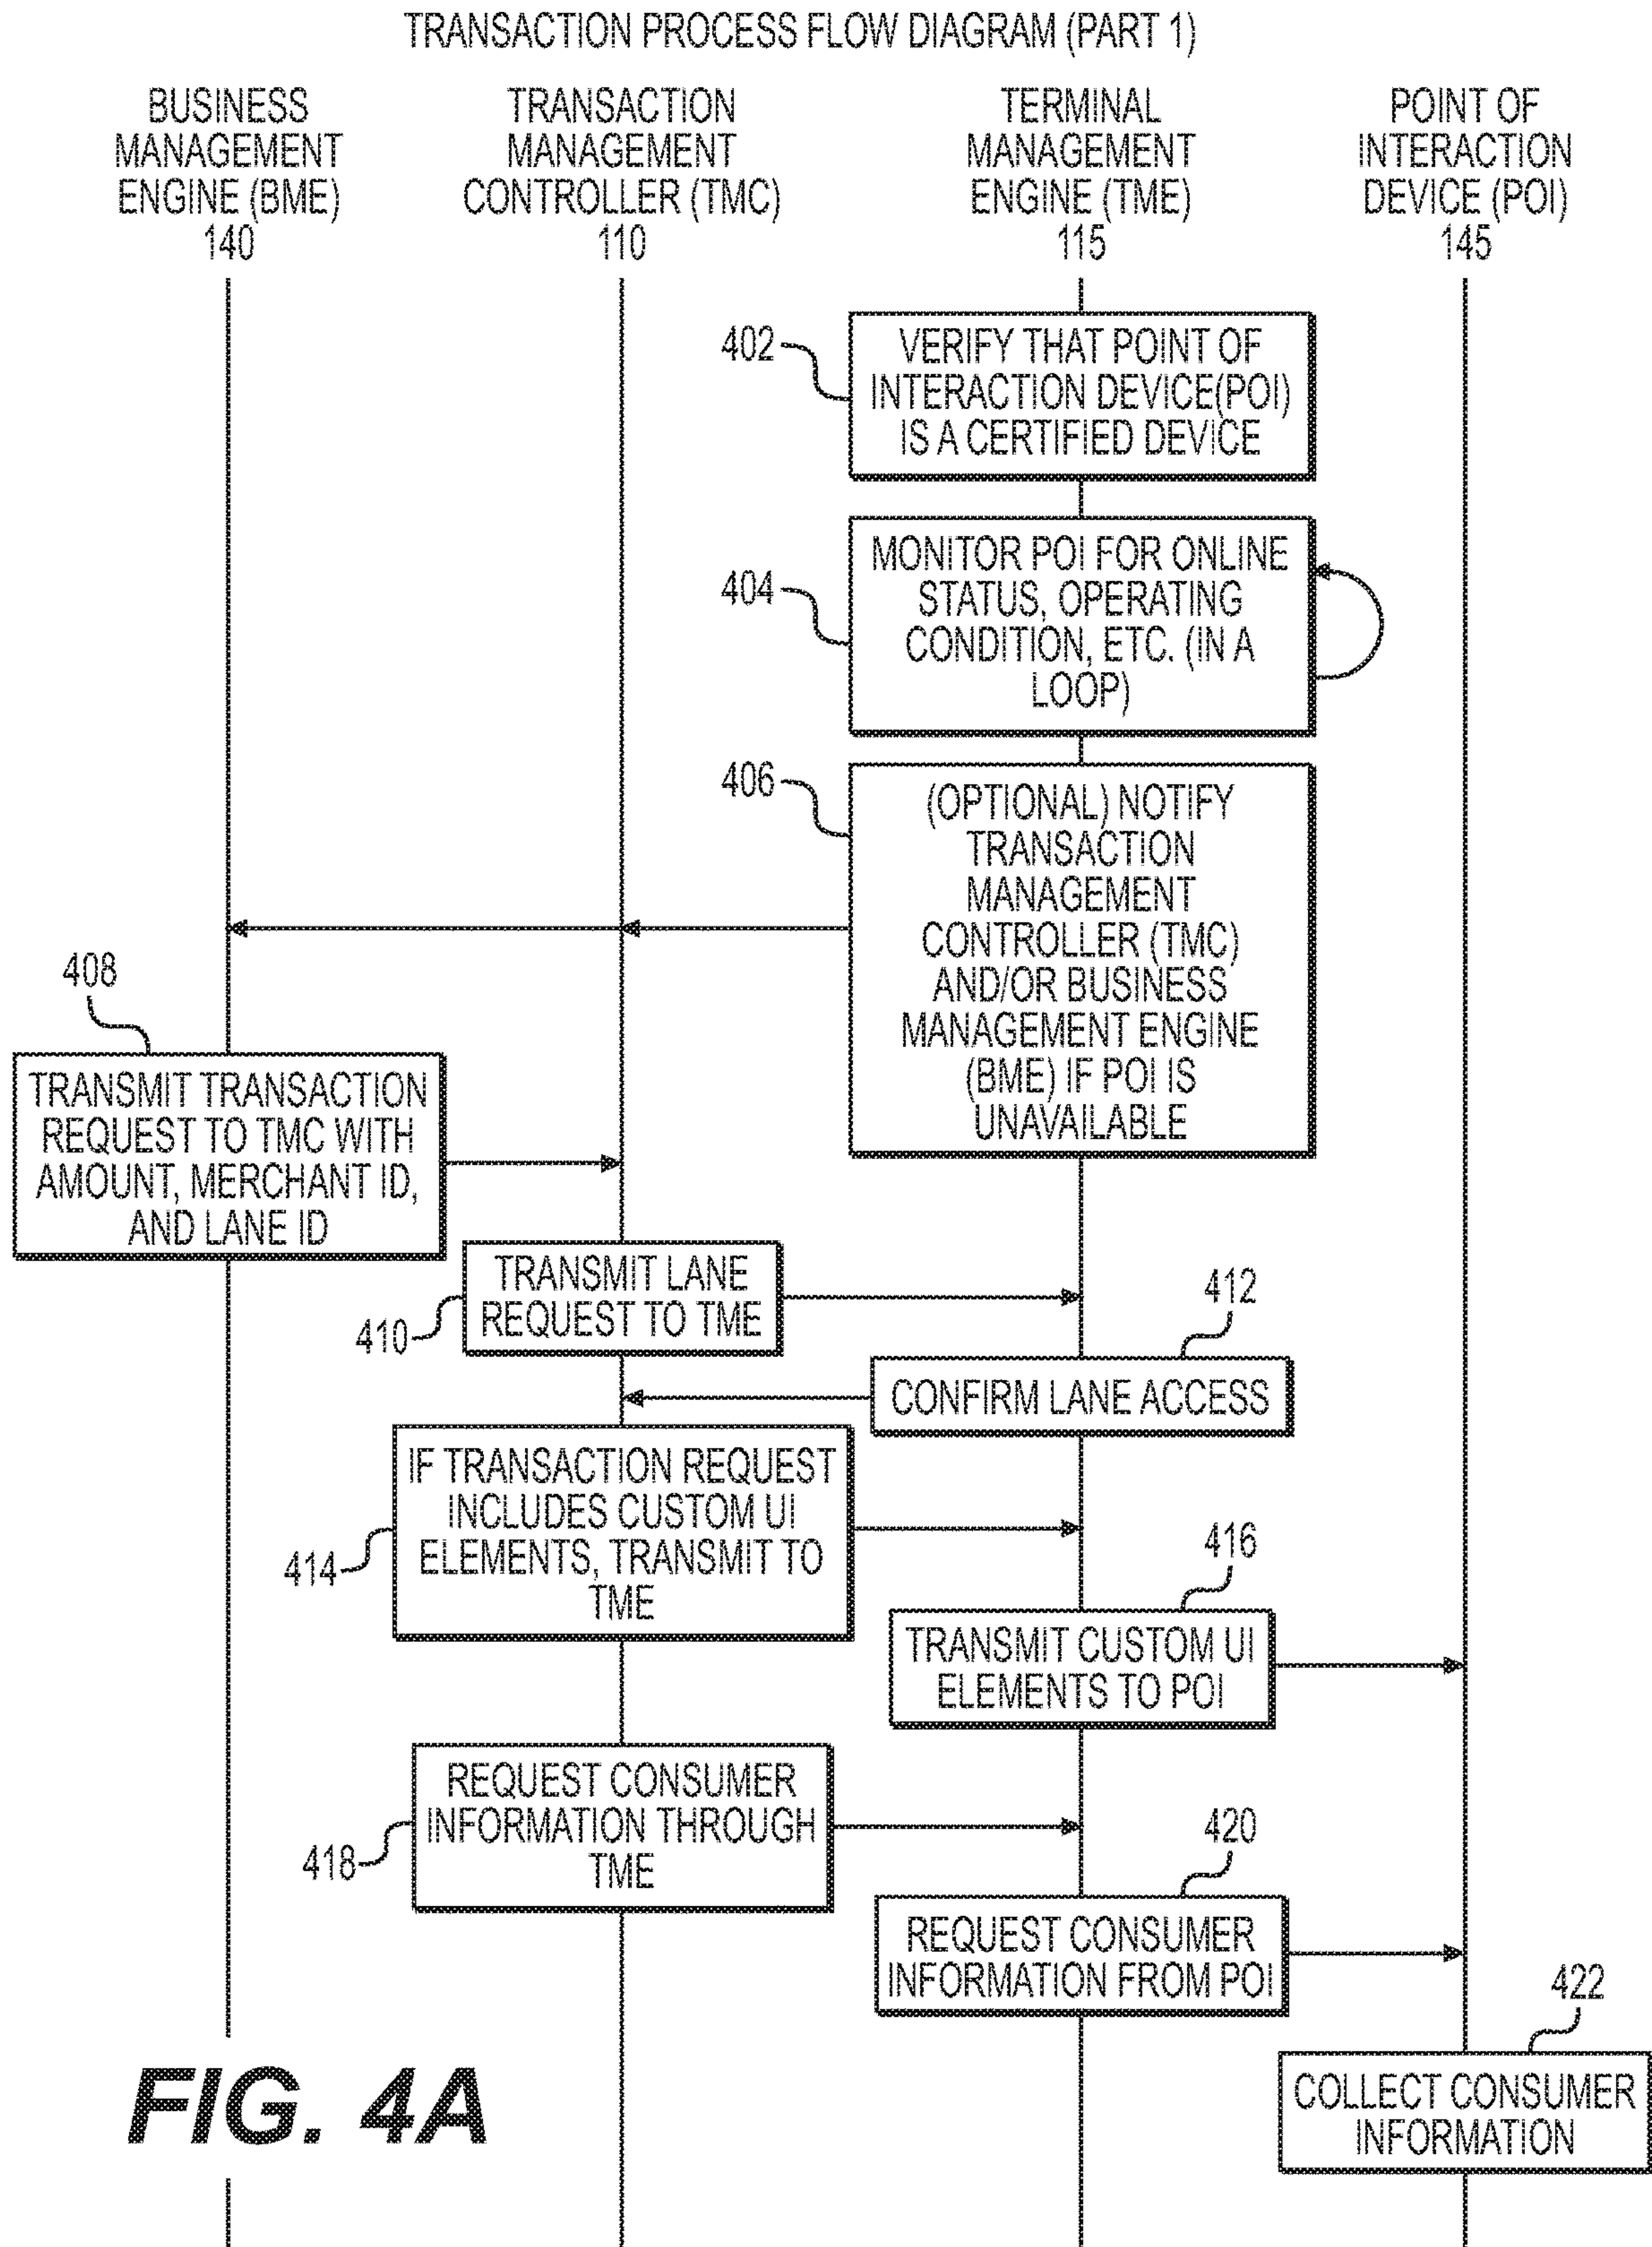 TRANSACTION PROCESS FLOW DIAGRAM (PART 1)
BUSINESS
MANAGEMENT
ENGINE (BME)
140
TRANSACTION
MANAGEMENT
CONTROLLER (TMC)
110
TERMINAL
MANAGEMENT
ENGINE (TME)
115
POINT OF
INTERACTION
DEVICE (POI)
145
402
VERIFY THAT POINT OF
INTERACTION DEVICE(POI)
IS A CERTIFIED DEVICE
404
MONITOR POI FOR ONLINE
STATUS, OPERATING
CONDITION, ETC. (IN A
LOOP)
406
(OPTIONAL) NOTIFY
TRANSACTION
MANAGEMENT
CONTROLLER (TMC)
AND/OR BUSINESS
MANAGEMENT ENGINE
(BME) IF POI IS
UNAVAILABLE
408
TRANSMIT TRANSACTION
REQUEST TO TMC WITH
AMOUNT, MERCHANT ID,
AND LANE ID
410
TRANSMIT LANE
REQUEST TO TME
412
CONFIRM LANE ACCESS
414
IF TRANSACTION REQUEST
INCLUDES CUSTOM UI
ELEMENTS, TRANSMIT TO
TME
416
TRANSMIT CUSTOM UI
ELEMENTS TO POI
418
REQUEST CONSUMER
INFORMATION THROUGH
TME
420
REQUEST CONSUMER
INFORMATION FROM POI
422
COLLECT CONSUMER
INFORMATION
FIG. 4A